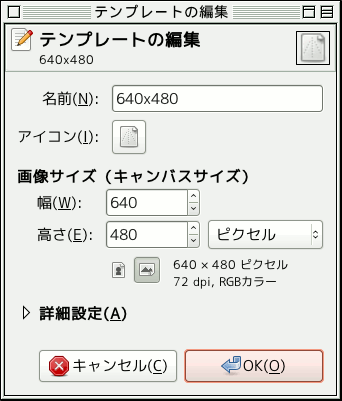 テンプレートの編集
テンプレートの編集
640x480
名前(N): 640x480
アイコン(I):
画像サイズ（キャンバスサイズ）
幅(W): 640
高さ(E): 480 ピクセル
640 × 480 ピクセル
72 dpi, RGBカラー
詳細設定(A)
キャンセル(C) OK(O)